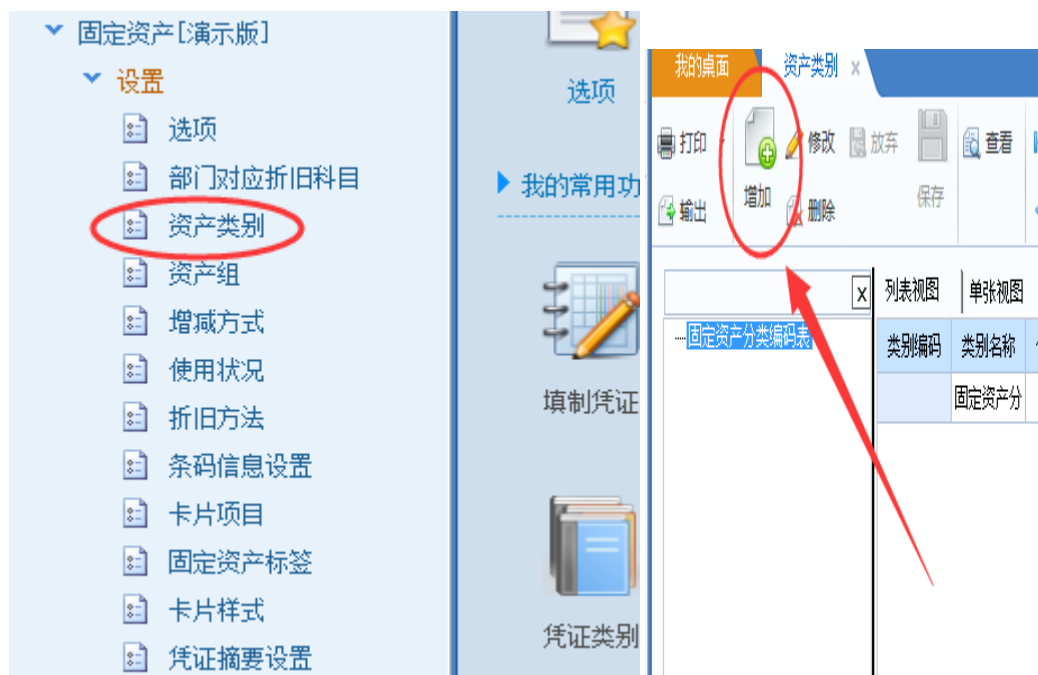 固定资产[演示版]
设置
选项
部门对应折旧科目
资产类别
资产组
增减方式
使用状况
折旧方法
条码信息设置
卡片项目
固定资产标签
卡片样式
凭证摘要设置
选项
我的常用功
填制凭证
凭证类别
我的桌面 资产类别 x
打印 增加 修改 放弃 保存 查看
输出 删除
x 列表视图 单张视图
固定资产分类编码表
类别编码 类别名称
固定资产分